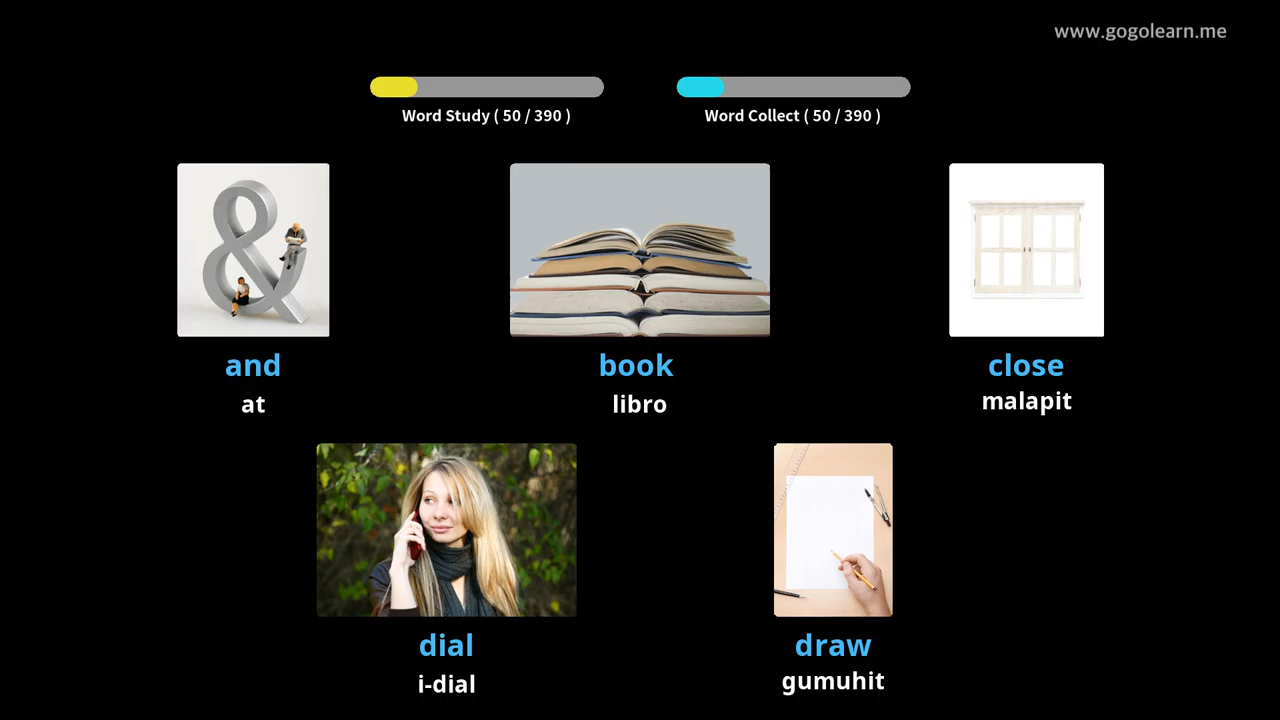 www.gogolearn.me
Word Study ( 50 / 390 )
Word Collect ( 50 / 390 )
&
and
at
book
libro
close
malapit
dial
i-dial
draw
gumuhit